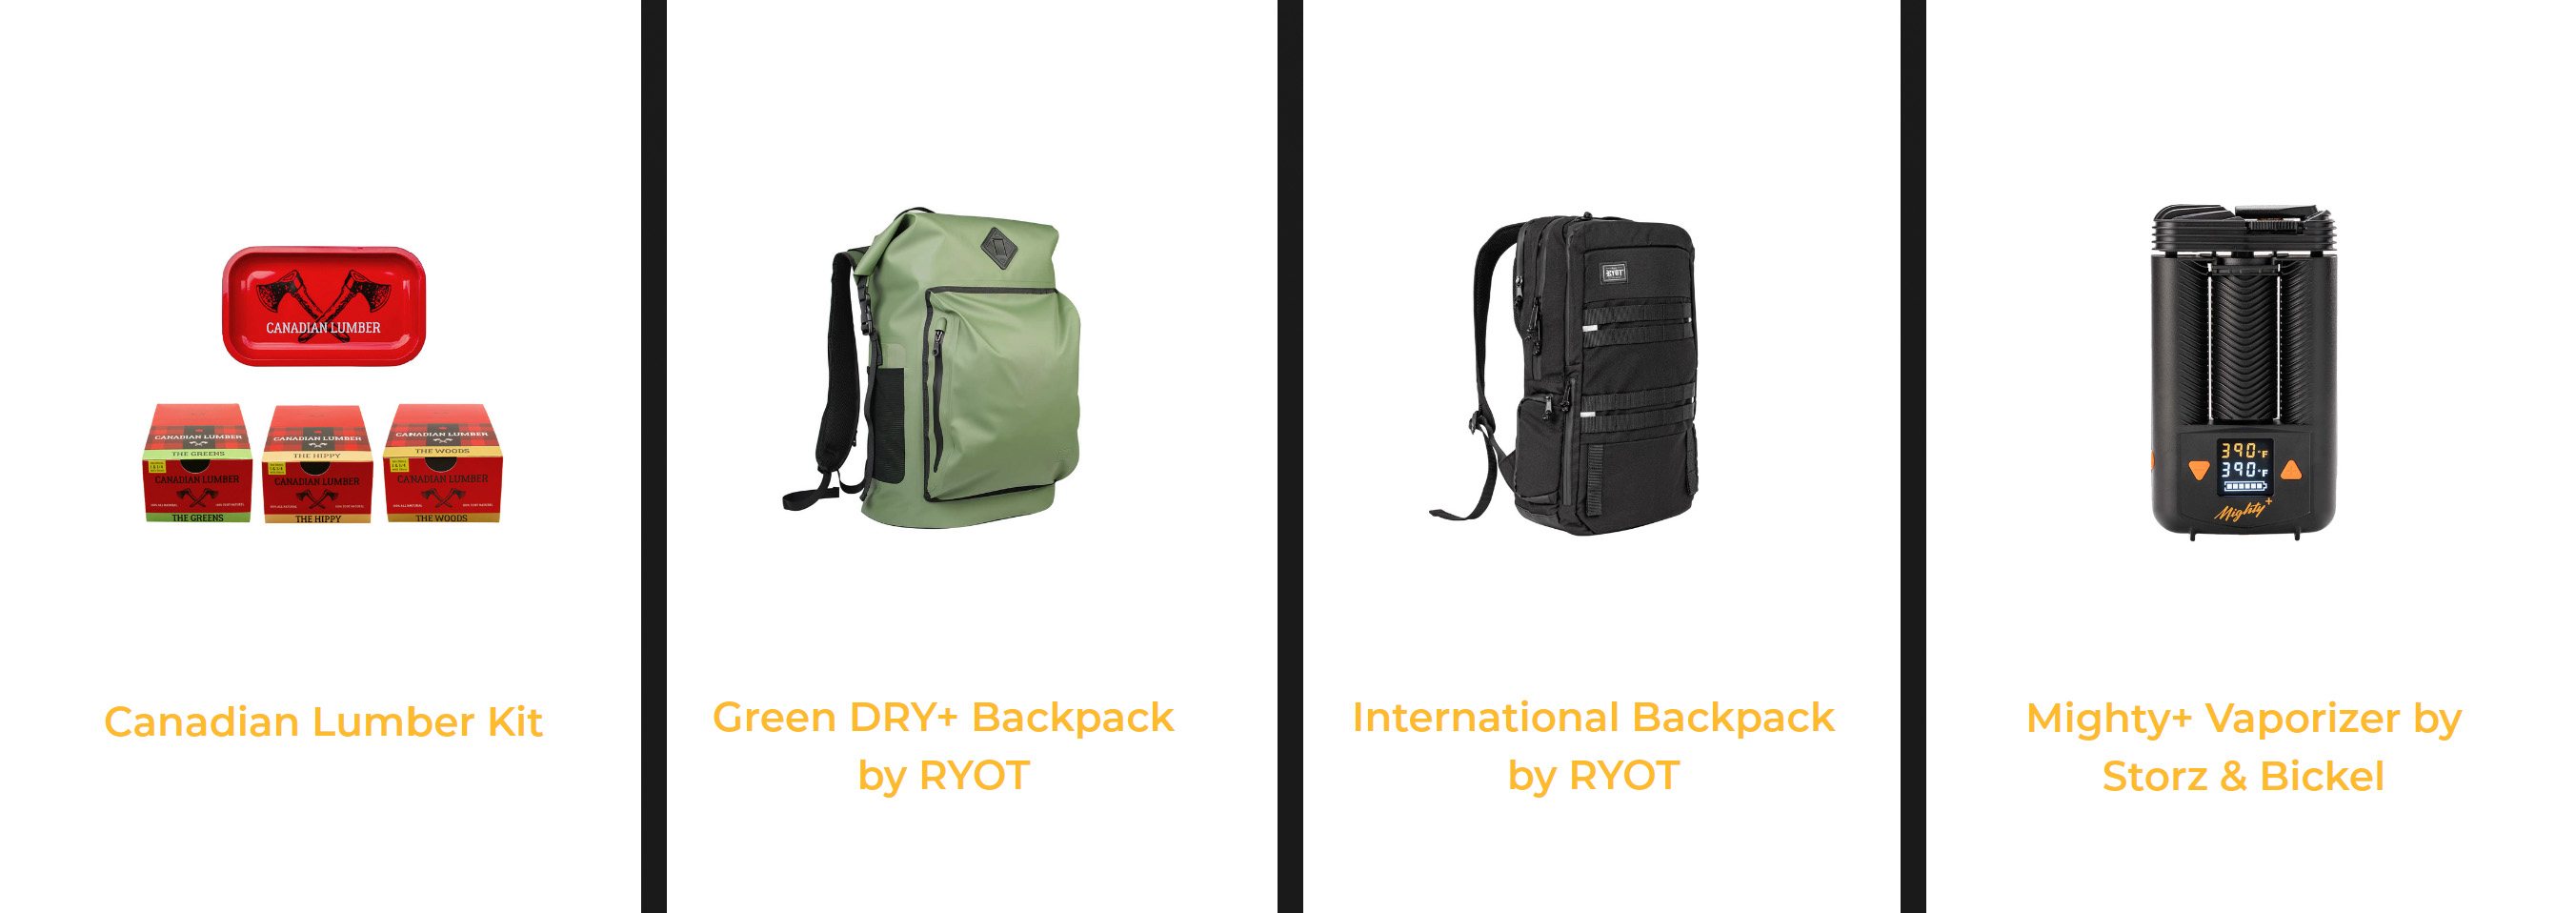 CANADIAN LUMBER
CANADIAN LUMBER
THE GREENS
CANADIAN LUMBER
THE GREENS
CANADIAN LUMBER
THE HIPPY
CANADIAN LUMBER
THE HIPPY
CANADIAN LUMBER
THE WOODS
CANADIAN LUMBER
THE WOODS
Canadian Lumber Kit
Green DRY+ Backpack
by RYOT
RYOT
International Backpack
by RYOT
390°F
390°F
Mighty+
Mighty+ Vaporizer by
Storz & Bickel